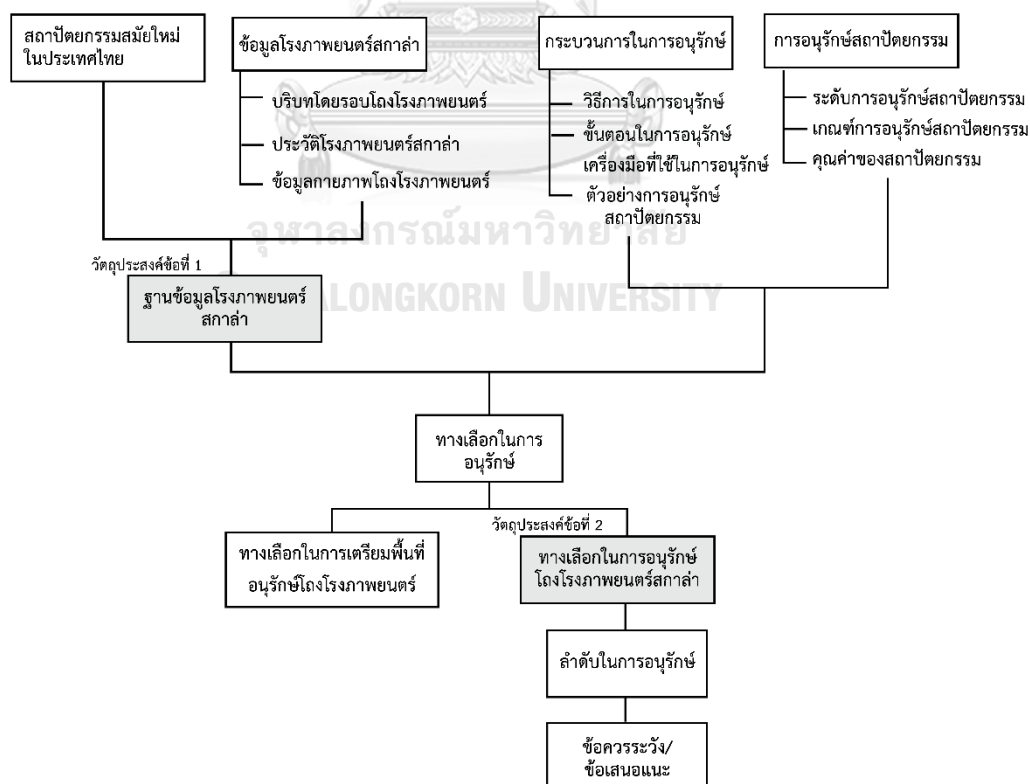 สถาปัตยกรรมสมัยใหม่
ในประเทศไทย
ข้อมูลโรงภาพยนตร์สกาล่า
บริบทโดยรอบโถงโรงภาพยนตร์
ประวัติโรงภาพยนตร์สกาล่า
ข้อมูลกายภาพโถงโรงภาพยนตร์
กระบวนการในการอนุรักษ์
วิธีการในการอนุรักษ์
ขั้นตอนในการอนุรักษ์
เครื่องมือที่ใช้ในการอนุรักษ์
ตัวอย่างการอนุรักษ์
สถาปัตยกรรม
การอนุรักษ์สถาปัตยกรรม
ระดับการอนุรักษ์สถาปัตยกรรม
เกณฑ์การอนุรักษ์สถาปัตยกรรม
คุณค่าของสถาปัตยกรรม
จุฬาลงกรณ์มหาวิทยาลัย
LONGKORN UNIVERSITY
วัตถุประสงค์ข้อที่ 1
ฐานข้อมูลโรงภาพยนตร์
สกาล่า
ทางเลือกในการ
อนุรักษ์
ทางเลือกในการเตรียมพื้นที่
อนุรักษ์โถงโรงภาพยนตร์
วัตถุประสงค์ข้อที่ 2
ทางเลือกในการอนุรักษ์
โถงโรงภาพยนตร์สกาล่า
ลำดับในการอนุรักษ์
ข้อควรระวัง/
ข้อเสนอแนะ